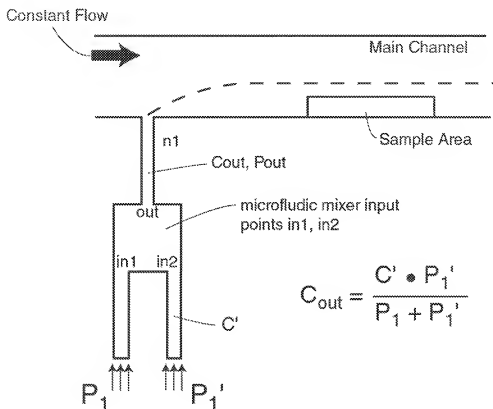 Constant Flow
Main Channel
n1
Sample Area
Cout, Pout
out
microfludic mixer input
points in1, in2
in1 in2
C'
Cout = C' • P1' / P1 + P1'
P1 P1'